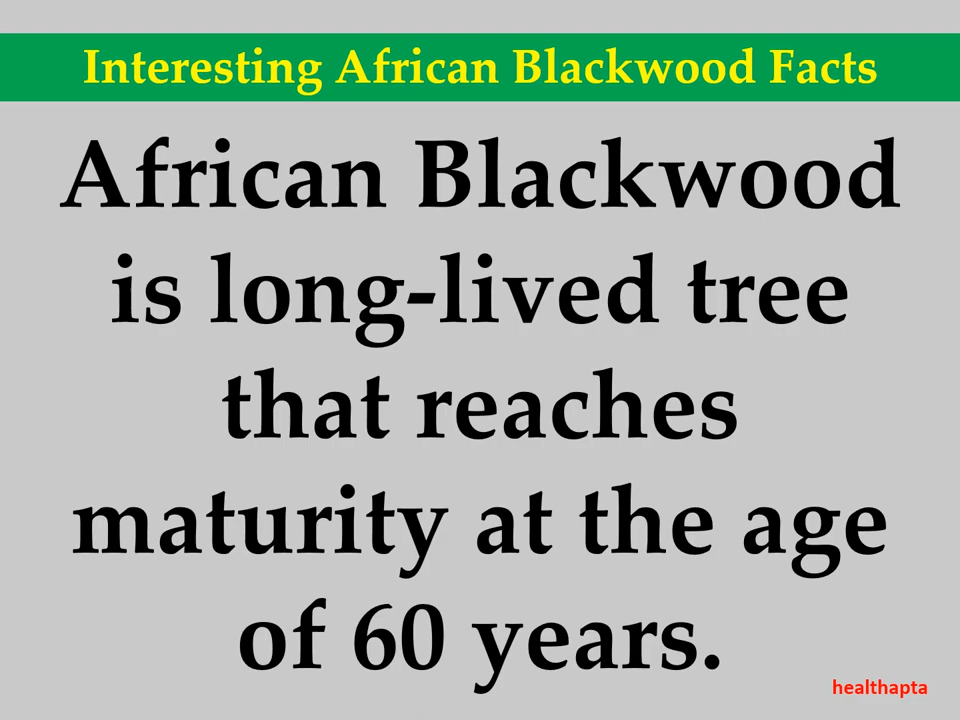 Interesting African Blackwood Facts
African Blackwood
is long-lived tree
that reaches
maturity at the age
of 60 years.
healthapta